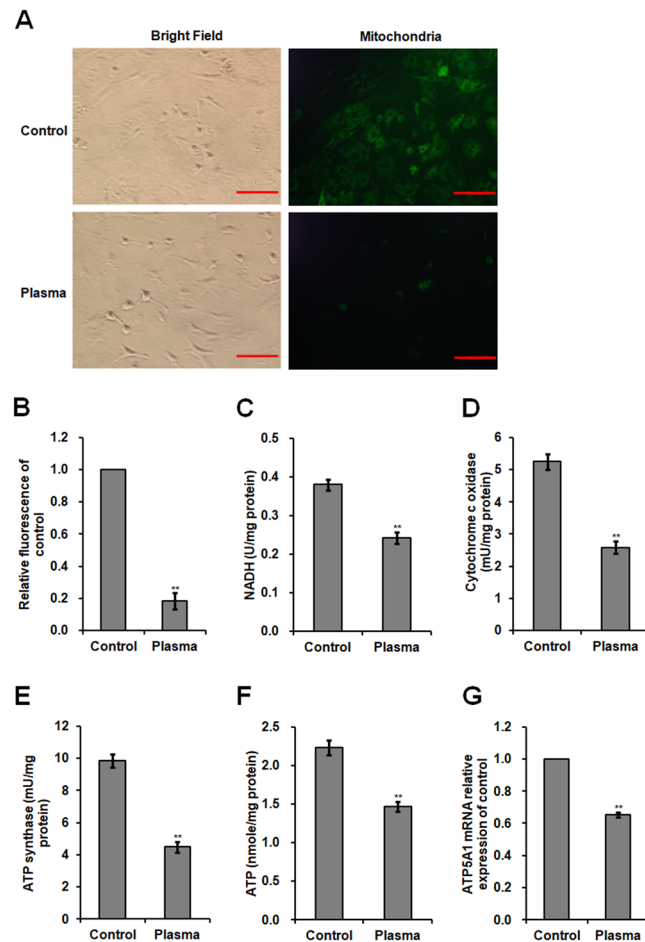 A
Bright Field
Mitochondria
Control
Plasma
B
Relative fluorescence of
control
1.2
1.0
0.8
0.6
0.4
0.2
0.0
Control
Plasma
**
C
NADH (U/mg protein)
0.5
0.4
0.3
0.2
0.1
0.0
Control
Plasma
**
D
Cytochrome c oxidase
(mU/mg protein)
6
5
4
3
2
1
0
Control
Plasma
**
E
ATP synthase (mU/mg
protein)
12
10
8
6
4
2
0
Control
Plasma
**
F
ATP (nmole/mg protein)
2.5
2.0
1.5
1.0
0.5
0.0
Control
Plasma
**
G
ATP5A1 mRNA relative
expression of control
1.2
1.0
0.8
0.6
0.4
0.2
0.0
Control
Plasma
**